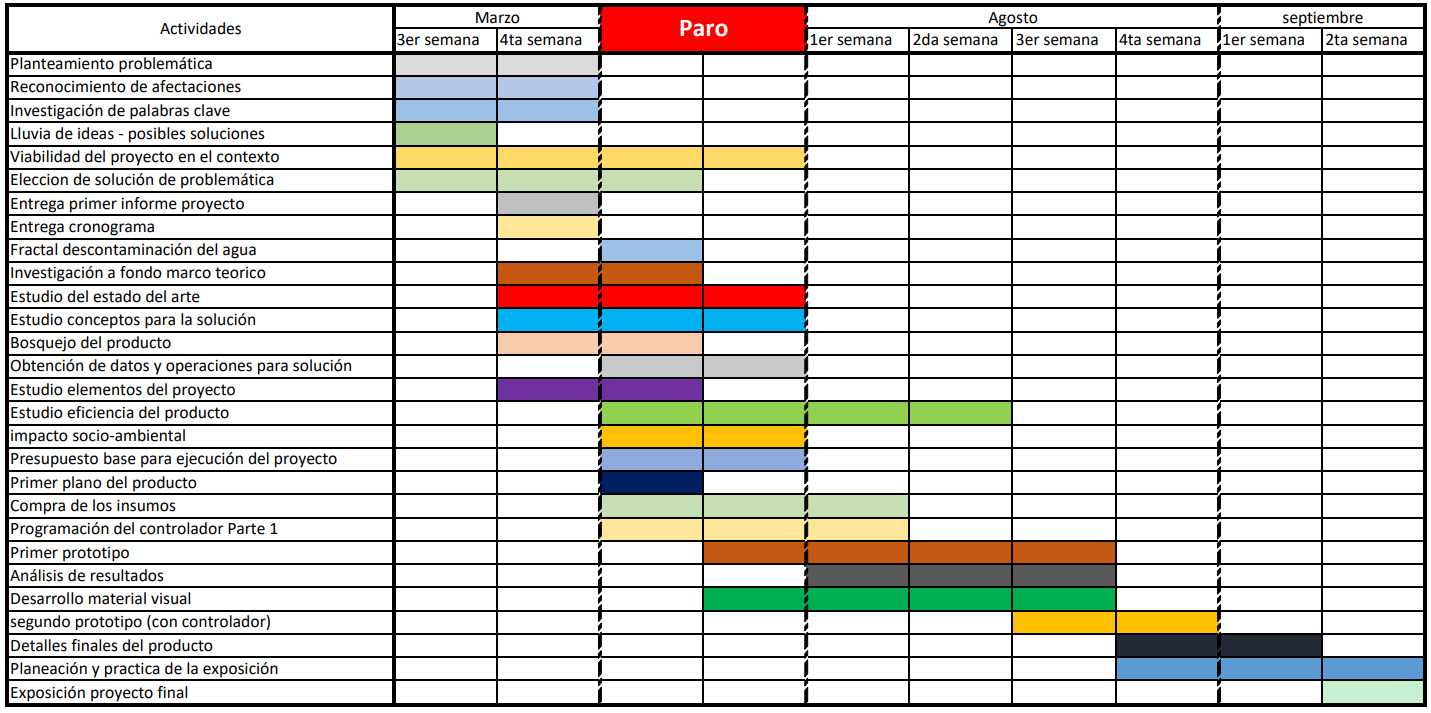 Actividades
Marzo
Paro
Agosto
septiembre
3er semana
4ta semana
1er semana
2da semana
3er semana
4ta semana
1er semana
2ta semana
Planteamiento problemática
Reconocimiento de afectaciones
Investigación de palabras clave
Lluvia de ideas - posibles soluciones
Viabilidad del proyecto en el contexto
Eleccion de solución de problemática
Entrega primer informe proyecto
Entrega cronograma
Fractal descontaminación del agua
Investigación a fondo marco teorico
Estudio del estado del arte
Estudio conceptos para la solución
Bosquejo del producto
Obtención de datos y operaciones para solución
Estudio elementos del proyecto
Estudio eficiencia del producto
impacto socio-ambiental
Presupuesto base para ejecución del proyecto
Primer plano del producto
Compra de los insumos
Programación del controlador Parte 1
Primer prototipo
Análisis de resultados
Desarrollo material visual
segundo prototipo (con controlador)
Detalles finales del producto
Planeación y practica de la exposición
Exposición proyecto final